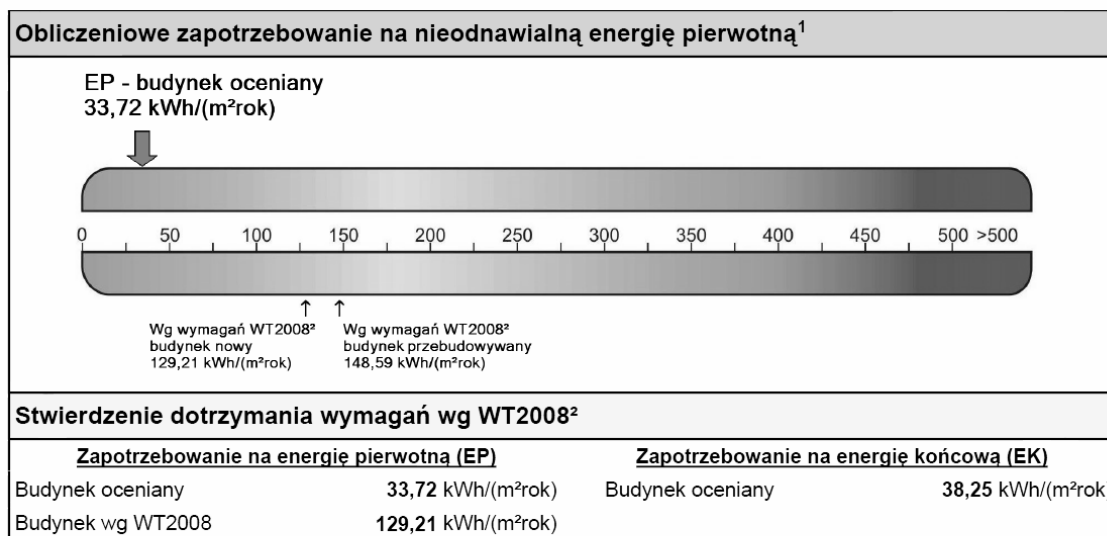 Obliczeniowe zapotrzebowanie na nieodnawialną energię pierwotną¹
EP - budynek oceniany
33,72 kWh/(m²rok)
0 50 100 150 200 250 300 350 400 450 500 >500
Wg wymagań WT2008²
budynek nowy
129,21 kWh/(m²rok)
Wg wymagań WT2008²
budynek przebudowywany
148,59 kWh/(m²rok)
Stwierdzenie dotrzymania wymagań wg WT2008²
Zapotrzebowanie na energię pierwotną (EP)
Budynek oceniany 33,72 kWh/(m²rok)
Budynek wg WT2008 129,21 kWh/(m²rok)
Zapotrzebowanie na energię końcową (EK)
Budynek oceniany 38,25 kWh/(m²rok)